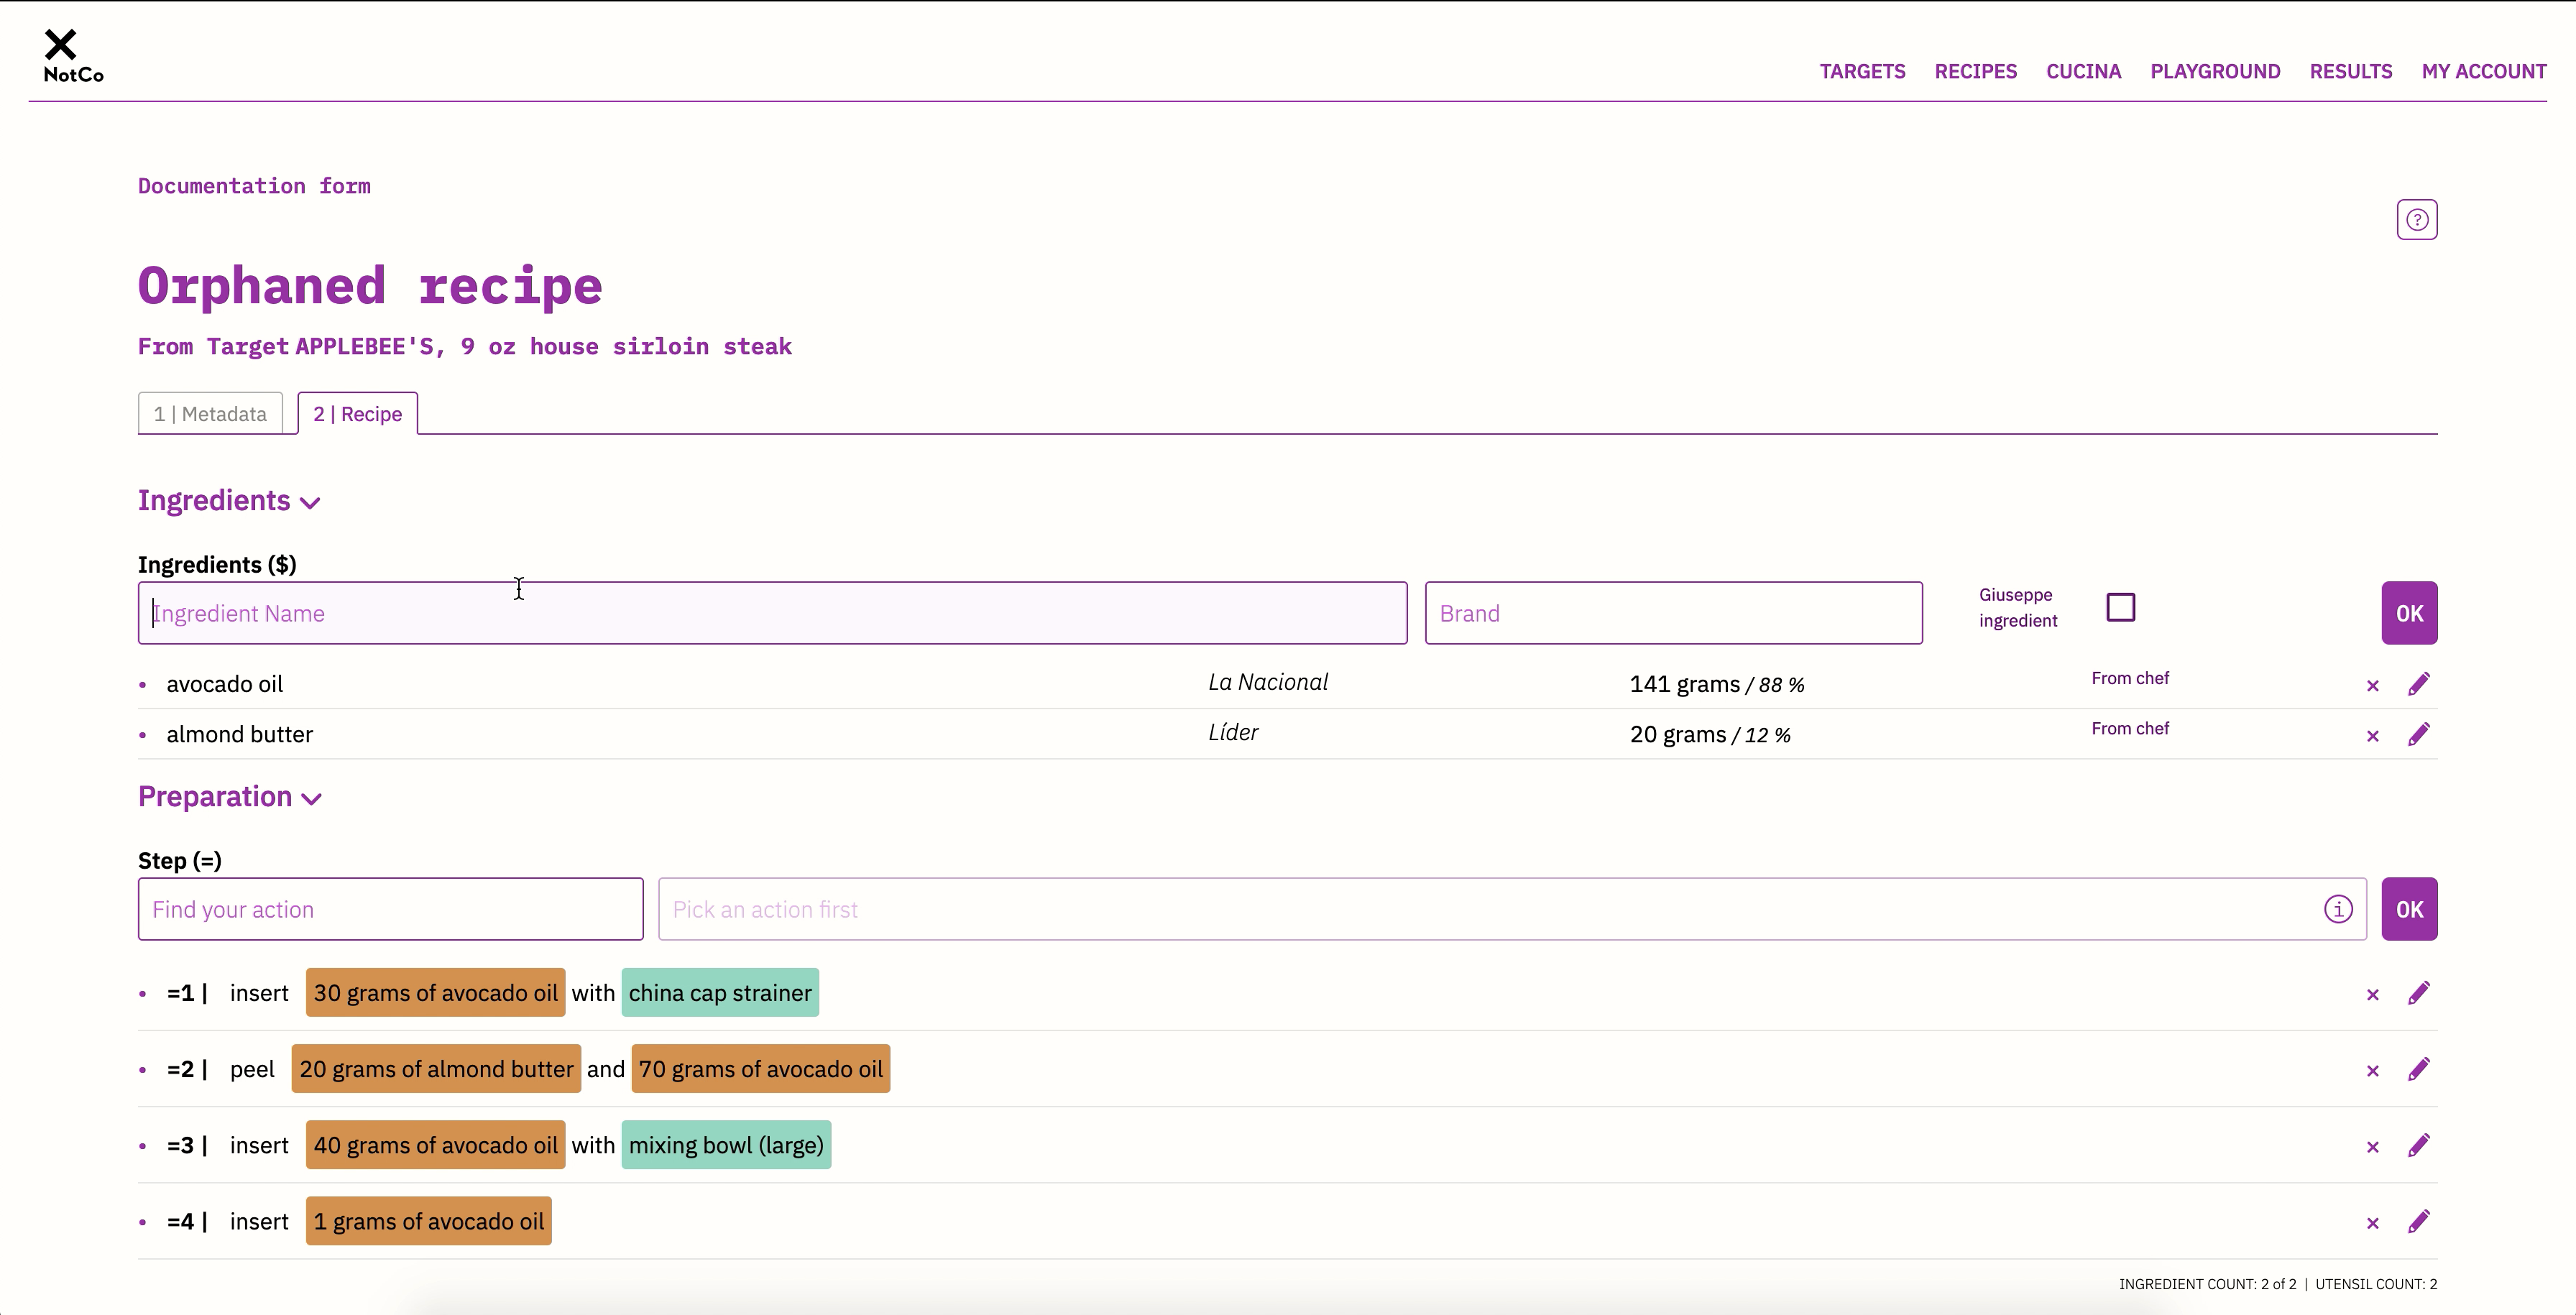 NotCo
TARGETS RECIPES CUCINA PLAYGROUND RESULTS MY ACCOUNT
Documentation form
?
Orphaned recipe
From Target APPLEBEE'S, 9 oz house sirloin steak
1 | Metadata 2 | Recipe
Ingredients
Ingredients ($)
Ingredient Name Brand Giuseppe ingredient OK
• avocado oil La Nacional 141 grams / 88 % From chef ×
• almond butter Líder 20 grams / 12 % From chef ×
Preparation
Step (=)
Find your action Pick an action first i OK
• =1 | insert 30 grams of avocado oil with china cap strainer ×
• =2 | peel 20 grams of almond butter and 70 grams of avocado oil ×
• =3 | insert 40 grams of avocado oil with mixing bowl (large) ×
• =4 | insert 1 grams of avocado oil ×
INGREDIENT COUNT: 2 of 2 | UTENSIL COUNT: 2